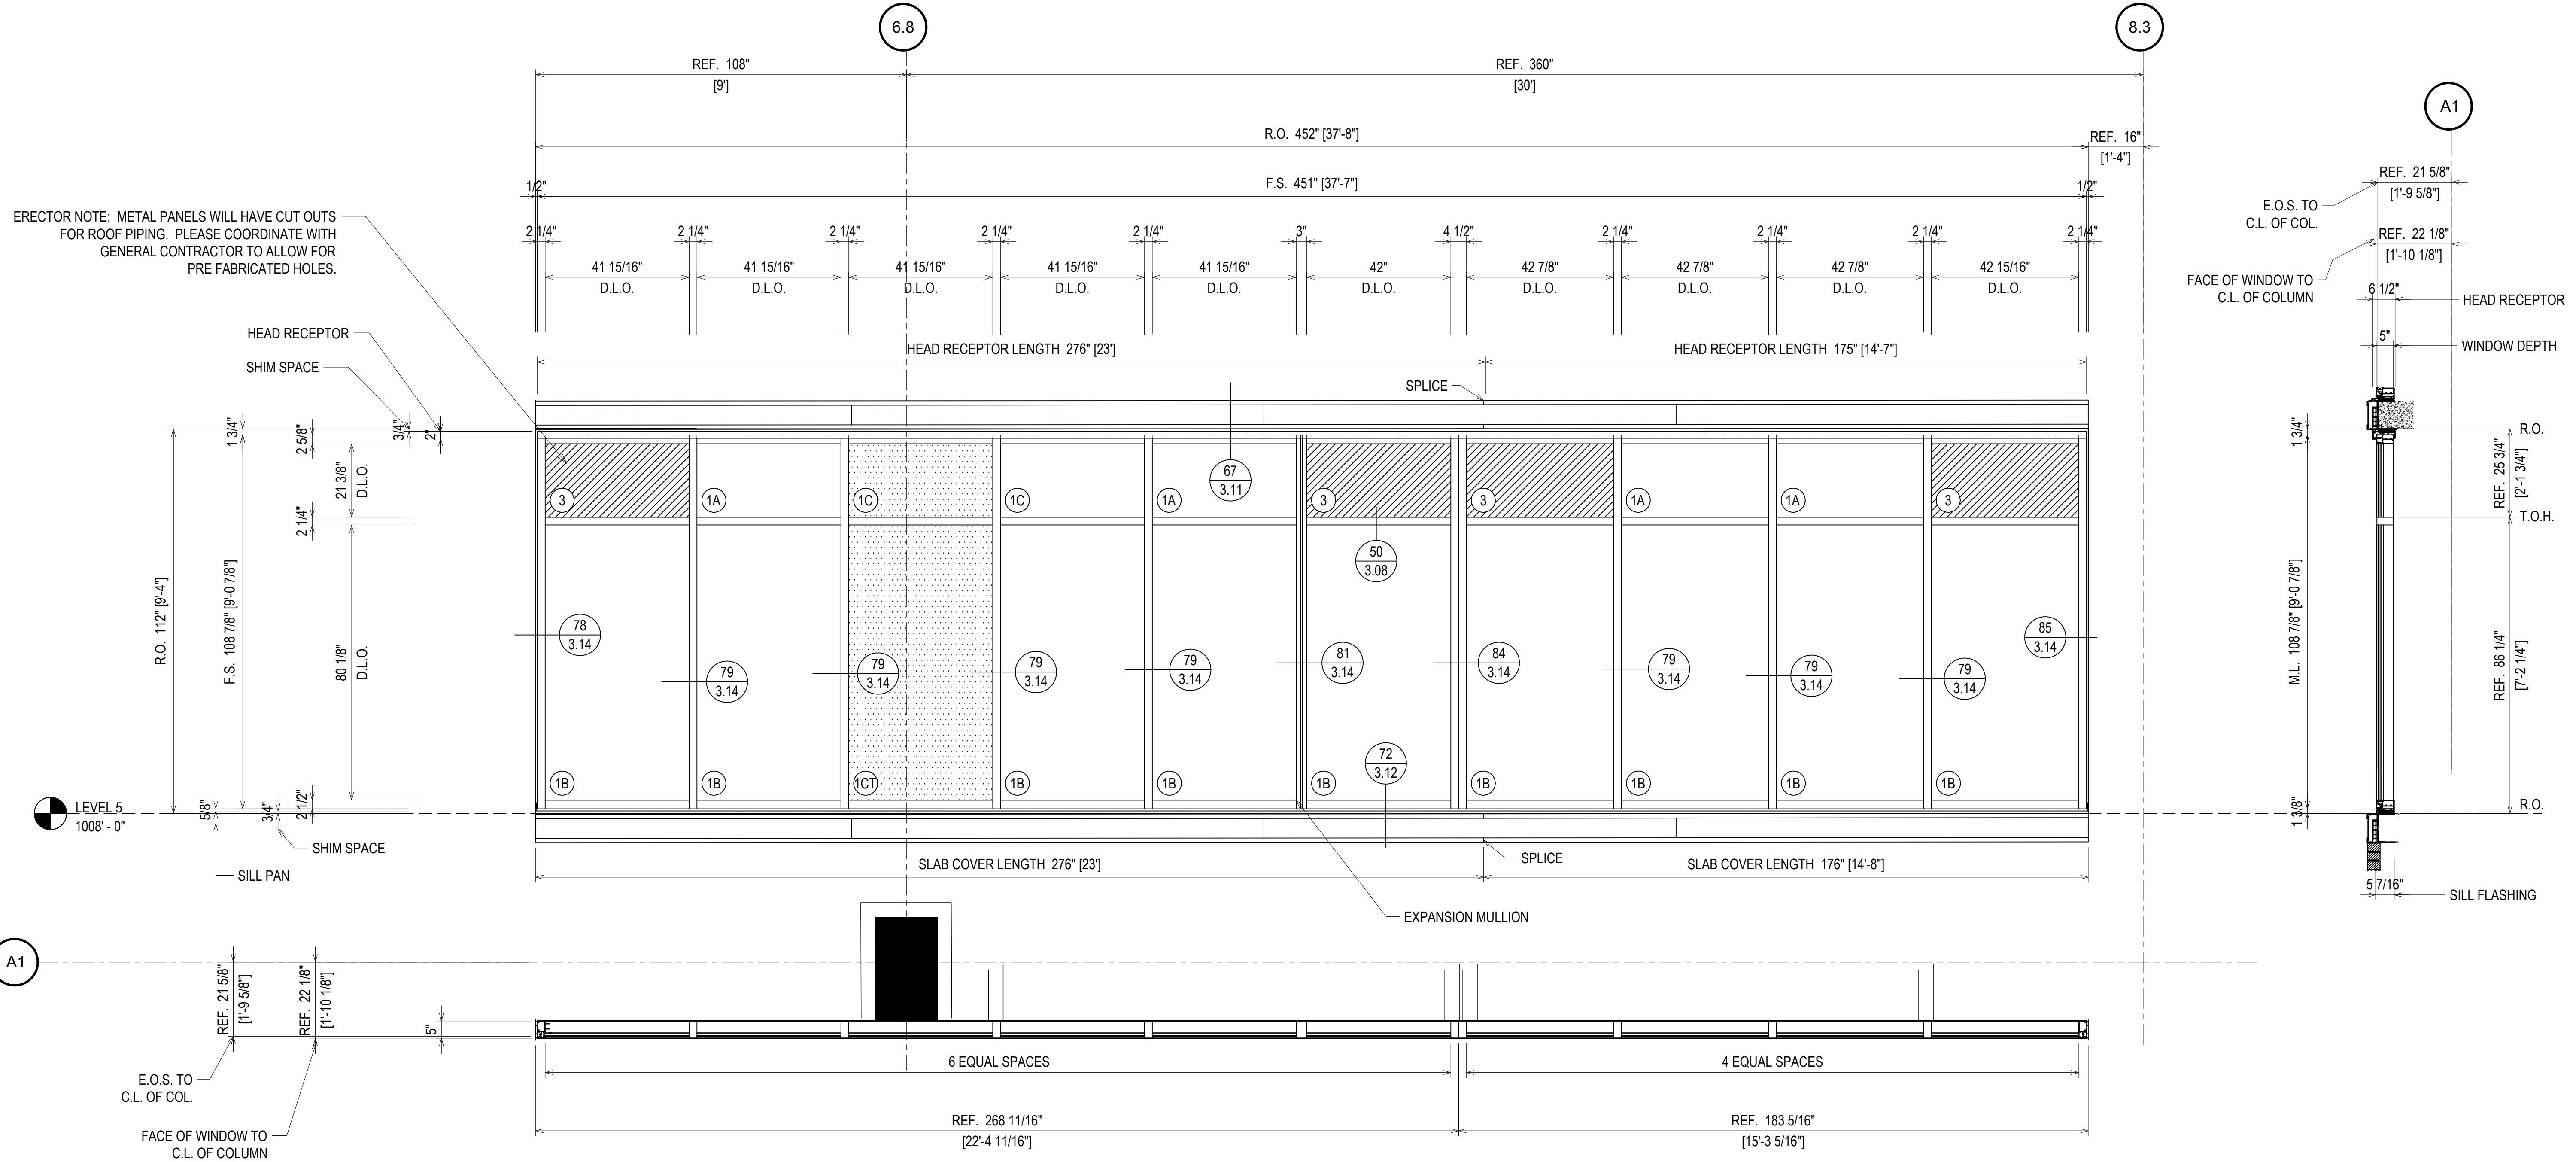 6.8
8.3
REF. 108"
[9']
REF. 360"
[30']
A1
R.O. 452" [37'-8"]
REF. 16"
[1'-4"]
1/2"
F.S. 451" [37'-7"]
1/2"
REF. 21 5/8"
[1'-9 5/8"]
E.O.S. TO
C.L. OF COL.
REF. 22 1/8"
[1'-10 1/8"]
FACE OF WINDOW TO
C.L. OF COLUMN
6 1/2"
HEAD RECEPTOR
5"
WINDOW DEPTH
ERECTOR NOTE: METAL PANELS WILL HAVE CUT OUTS
FOR ROOF PIPING. PLEASE COORDINATE WITH
GENERAL CONTRACTOR TO ALLOW FOR
PRE FABRICATED HOLES.
2 1/4" 2 1/4" 2 1/4" 2 1/4" 2 1/4" 3" 4 1/2" 2 1/4" 2 1/4" 2 1/4" 2 1/4"
41 15/16" 41 15/16" 41 15/16" 41 15/16" 41 15/16" 42" 42 7/8" 42 7/8" 42 7/8" 42 15/16"
D.L.O. D.L.O. D.L.O. D.L.O. D.L.O. D.L.O. D.L.O. D.L.O. D.L.O. D.L.O.
HEAD RECEPTOR
SHIM SPACE
HEAD RECEPTOR LENGTH 276" [23']
HEAD RECEPTOR LENGTH 175" [14'-7"]
SPLICE
1 3/4"
2 5/8"
3/4"
2"
R.O. 112" [9'-4"]
F.S. 108 7/8" [9'-0 7/8"]
21 3/8"
D.L.O.
2 1/4"
80 1/8"
D.L.O.
3 1A 1C 1C 1A 3 3 1A 1A 3
67
3.11
50
3.08
78
3.14
79
3.14
79
3.14
79
3.14
79
3.14
81
3.14
84
3.14
79
3.14
79
3.14
79
3.14
85
3.14
72
3.12
1B 1B 1CT 1B 1B 1B 1B 1B 1B 1B
LEVEL 5
1008' - 0"
5/8"
3/4"
2 1/2"
SHIM SPACE
SILL PAN
SLAB COVER LENGTH 276" [23']
SPLICE
SLAB COVER LENGTH 176" [14'-8"]
EXPANSION MULLION
1 3/4"
M.L. 108 7/8" [9'-0 7/8"]
1 3/8"
R.O.
REF. 25 3/4"
[2'-1 3/4"]
T.O.H.
REF. 86 1/4"
[7'-2 1/4"]
R.O.
5 7/16"
SILL FLASHING
A1
REF. 21 5/8"
[1'-9 5/8"]
REF. 22 1/8"
[1'-10 1/8"]
5"
E.O.S. TO
C.L. OF COL.
FACE OF WINDOW TO
C.L. OF COLUMN
6 EQUAL SPACES
4 EQUAL SPACES
REF. 268 11/16"
[22'-4 11/16"]
REF. 183 5/16"
[15'-3 5/16"]